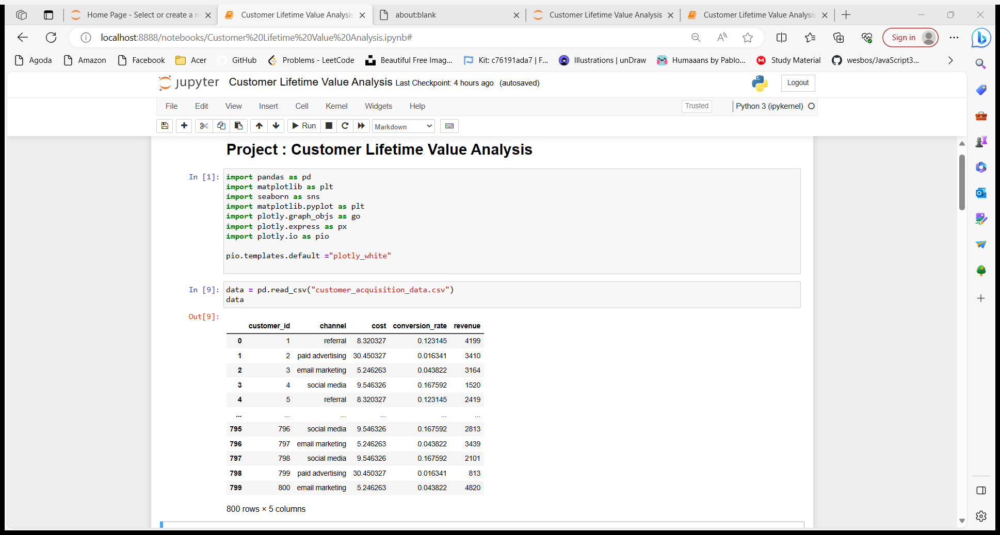 Home Page - Select or create a n
Customer Lifetime Value Analysis
about:blank
Customer Lifetime Value Analysis
Customer Lifetime Value Analysis
localhost:8888/notebooks/Customer%20Lifetime%20Value%20Analysis.ipynb#
Sign in
Agoda Amazon Facebook Acer GitHub Problems - LeetCode Beautiful Free Imag... Kit: c76191ada7 | F... Illustrations | unDraw Humaaans by Pablo... Study Material wesbos/JavaScript3...
jupyter Customer Lifetime Value Analysis Last Checkpoint: 4 hours ago (autosaved)
Logout
File Edit View Insert Cell Kernel Widgets Help
Trusted
Python 3 (ipykernel)
Run
Markdown
Project : Customer Lifetime Value Analysis
In [1]: import pandas as pd
import matplotlib as plt
import seaborn as sns
import matplotlib.pyplot as plt
import plotly.graph_objs as go
import plotly.express as px
import plotly.io as pio
pio.templates.default ="plotly_white"
In [9]: data = pd.read_csv("customer_acquisition_data.csv")
data
Out[9]:
customer_id channel cost conversion_rate revenue
0 1 referral 8.320327 0.123145 4199
1 2 paid advertising 30.450327 0.016341 3410
2 3 email marketing 5.246263 0.043822 3164
3 4 social media 9.546326 0.167592 1520
4 5 referral 8.320327 0.123145 2419
... ... ... ... ... ...
795 796 social media 9.546326 0.167592 2813
796 797 email marketing 5.246263 0.043822 3439
797 798 social media 9.546326 0.167592 2101
798 799 paid advertising 30.450327 0.016341 813
799 800 email marketing 5.246263 0.043822 4820
800 rows × 5 columns